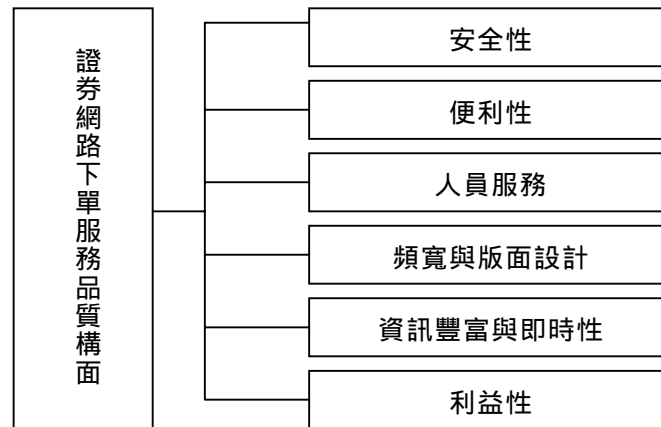 證券網路下單服務品質構面
安全性
便利性
人員服務
頻寬與版面設計
資訊豐富與即時性
利益性